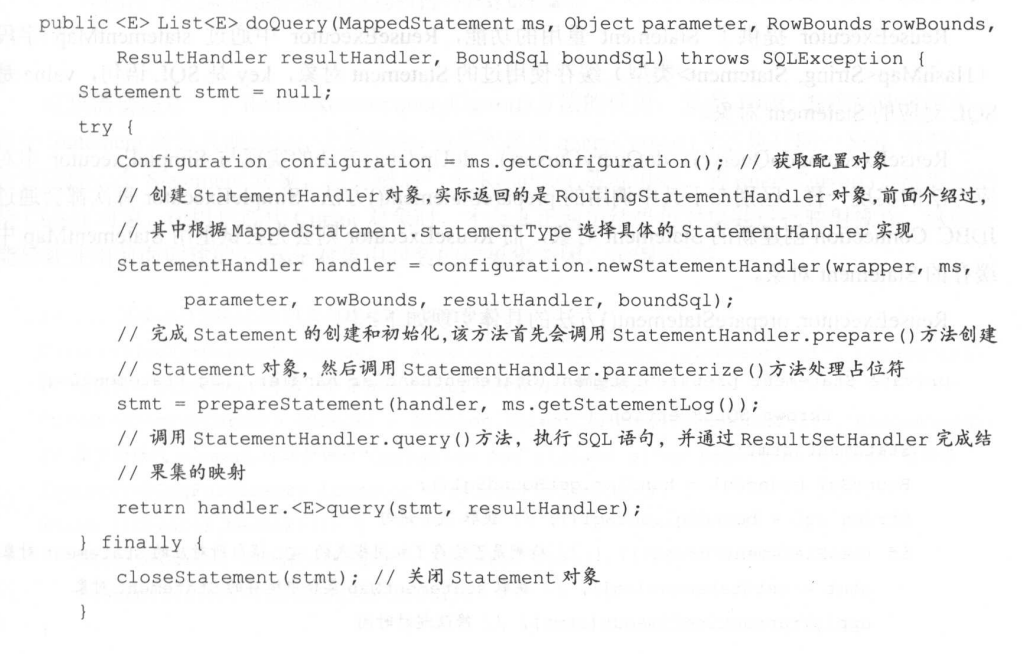 public <E> List<E> doQuery(MappedStatement ms, Object parameter, RowBounds rowBounds,
ResultHandler resultHandler, BoundSql boundSql) throws SQLException {
Statement stmt = null;
try {
Configuration configuration = ms.getConfiguration(); // 获取配置对象
// 创建 StatementHandler 对象,实际返回的是 RoutingStatementHandler 对象,前面介绍过,
// 其中根据 MappedStatement.statementType 选择具体的 StatementHandler 实现
StatementHandler handler = configuration.newStatementHandler(wrapper, ms,
parameter, rowBounds, resultHandler, boundSql);
// 完成 Statement 的创建和初始化,该方法首先会调用 StatementHandler.prepare()方法创建
// Statement 对象，然后调用 StatementHandler.parameterize()方法处理占位符
stmt = prepareStatement(handler, ms.getStatementLog());
// 调用 StatementHandler.query()方法，执行 SQL 语句，并通过 ResultSetHandler 完成结
// 果集的映射
return handler.<E>query(stmt, resultHandler);
} finally {
closeStatement(stmt); // 关闭 Statement 对象
}